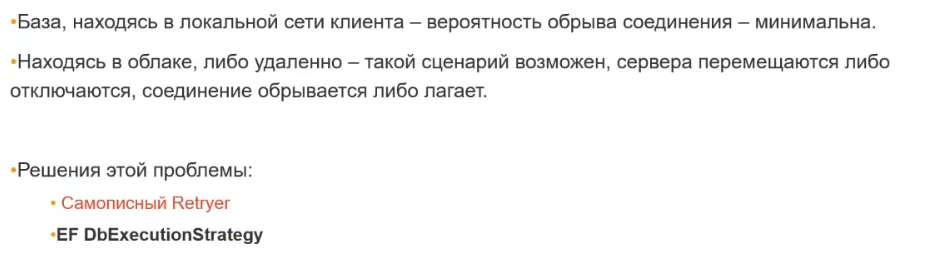 •База, находясь в локальной сети клиента – вероятность обрыва соединения – минимальна.
•Находясь в облаке, либо удаленно – такой сценарий возможен, сервера перемещаются либо
отключаются, соединение обрывается либо лагает.
•Решения этой проблемы:
• Самописный Retryer
•EF DbExecutionStrategy